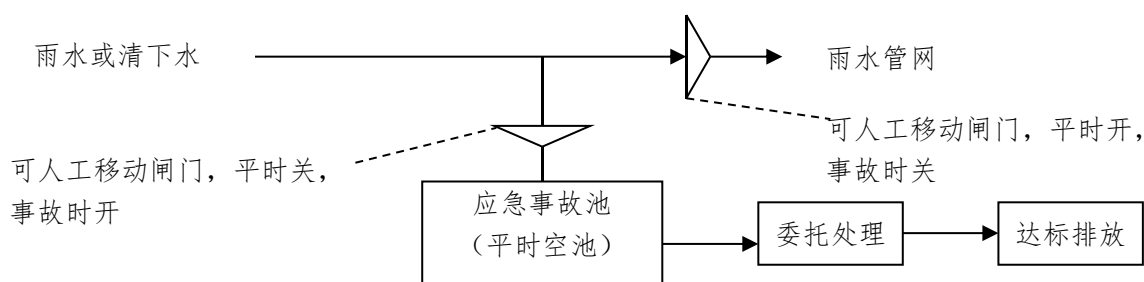 雨水或清下水
雨水管网
可人工移动闸门，平时开，
事故时关
可人工移动闸门，平时关，
事故时开
应急事故池
（平时空池）
委托处理
达标排放